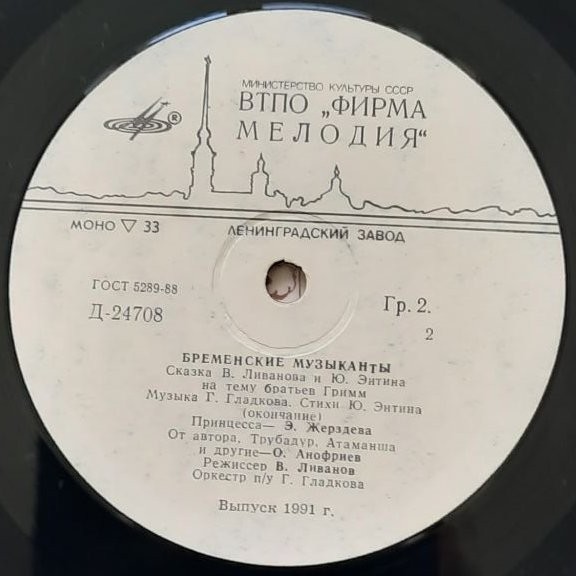 МИНИСТЕРСТВО КУЛЬТУРЫ СССР
ВТПО „ФИРМА
МЕЛОДИЯ“
®
МОНО ▽ 33 ЛЕНИНГРАДСКИЙ ЗАВОД
ГОСТ 5289-88
Гр. 2.
Д-24708
2
БРЕМЕНСКИЕ МУЗЫКАНТЫ
Сказка В. Ливанова и Ю. Энтина
на тему братьев Гримм
Музыка Г. Гладкова. Стихи Ю. Энтина
(окончание)
Принцесса— Э. Жерздева
От автора, Трубадур, Атаманша
и другие—О. Анофриев
Режиссер В. Ливанов
Оркестр п/у Г. Гладкова
Выпуск 1991 г.